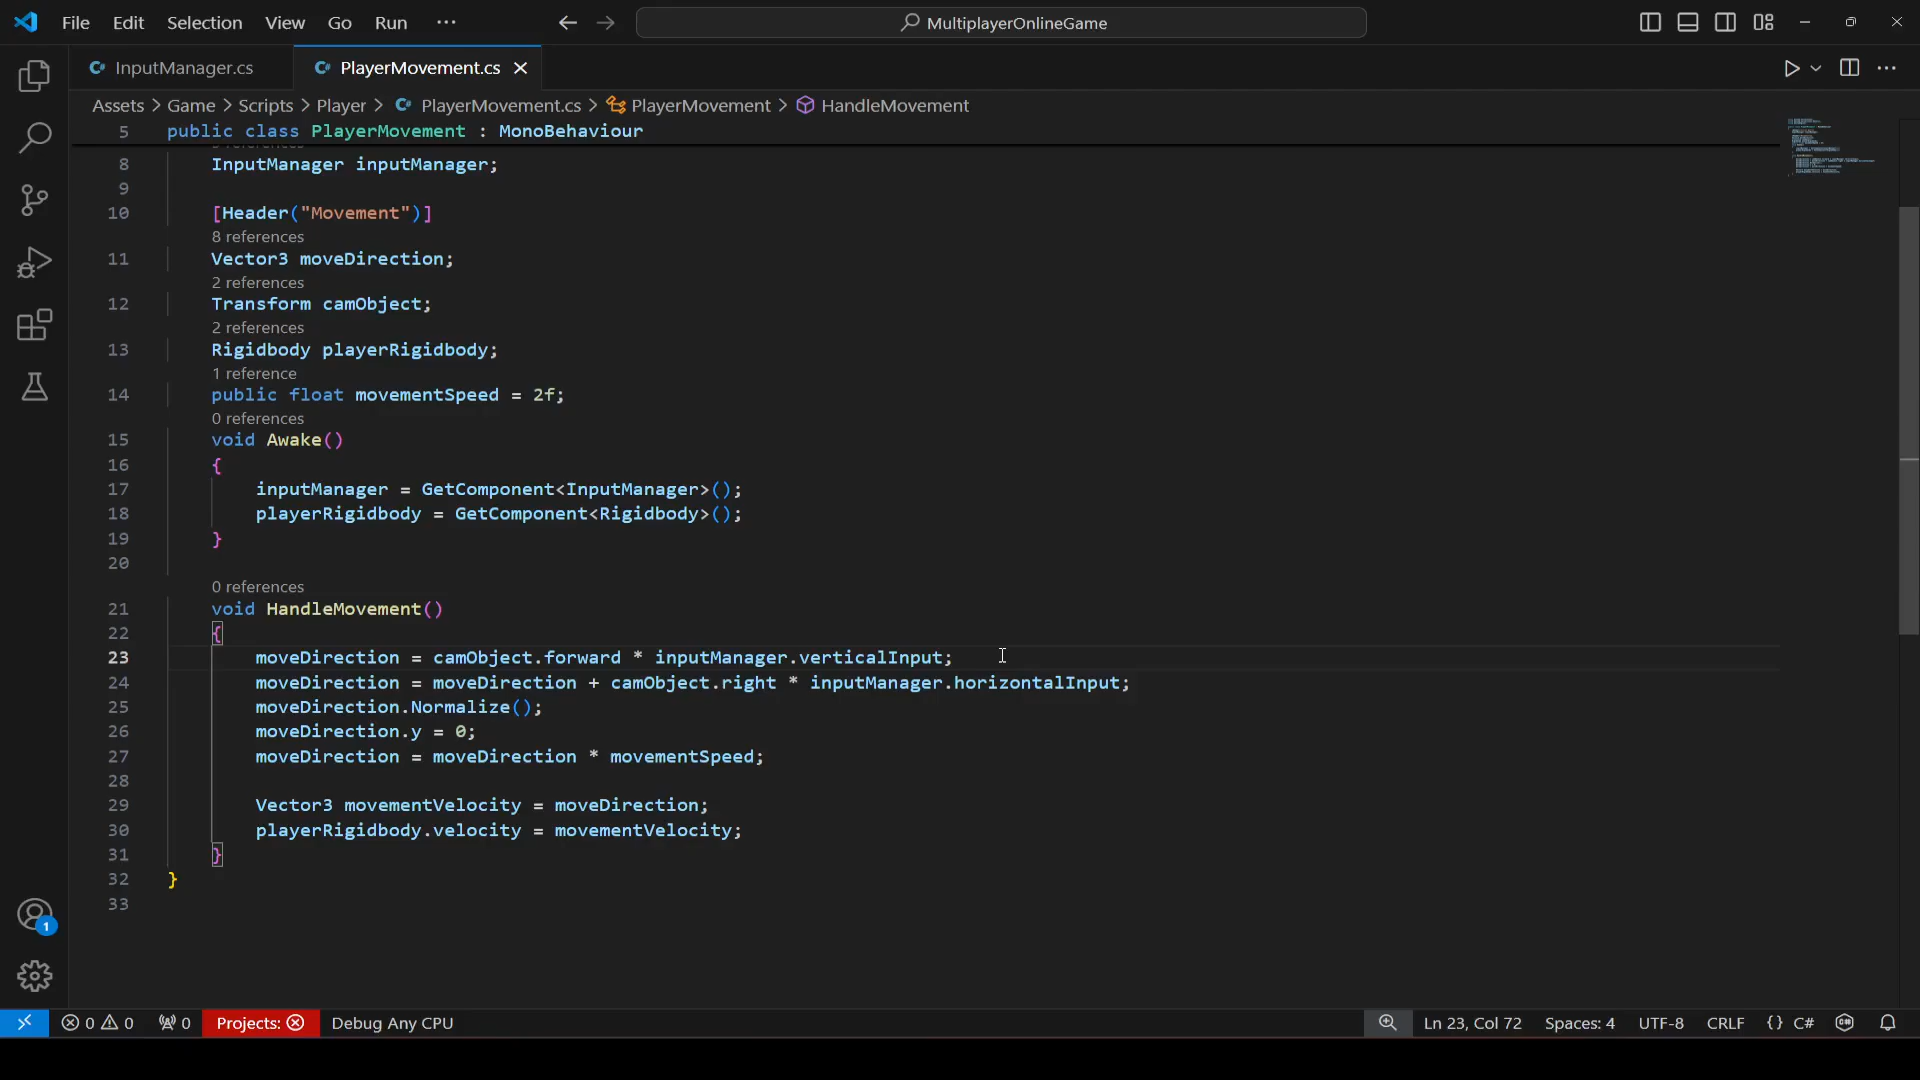 File Edit Selection View Go Run ··· MultiplayerOnlineGame
InputManager.cs PlayerMovement.cs
Assets > Game > Scripts > Player > PlayerMovement.cs > PlayerMovement > HandleMovement
5 public class PlayerMovement : MonoBehaviour
8 InputManager inputManager;
9
10 [Header("Movement")]
8 references
11 Vector3 moveDirection;
2 references
12 Transform camObject;
2 references
13 Rigidbody playerRigidbody;
1 reference
14 public float movementSpeed = 2f;
0 references
15 void Awake()
16 {
17 inputManager = GetComponent<InputManager>();
18 playerRigidbody = GetComponent<Rigidbody>();
19 }
20
0 references
21 void HandleMovement()
22 {
23 moveDirection = camObject.forward * inputManager.verticalInput;
24 moveDirection = moveDirection + camObject.right * inputManager.horizontalInput;
25 moveDirection.Normalize();
26 moveDirection.y = 0;
27 moveDirection = moveDirection * movementSpeed;
28
29 Vector3 movementVelocity = moveDirection;
30 playerRigidbody.velocity = movementVelocity;
31 }
32 }
33
1
0 0 0 Projects: Debug Any CPU Ln 23, Col 72 Spaces: 4 UTF-8 CRLF {} C#